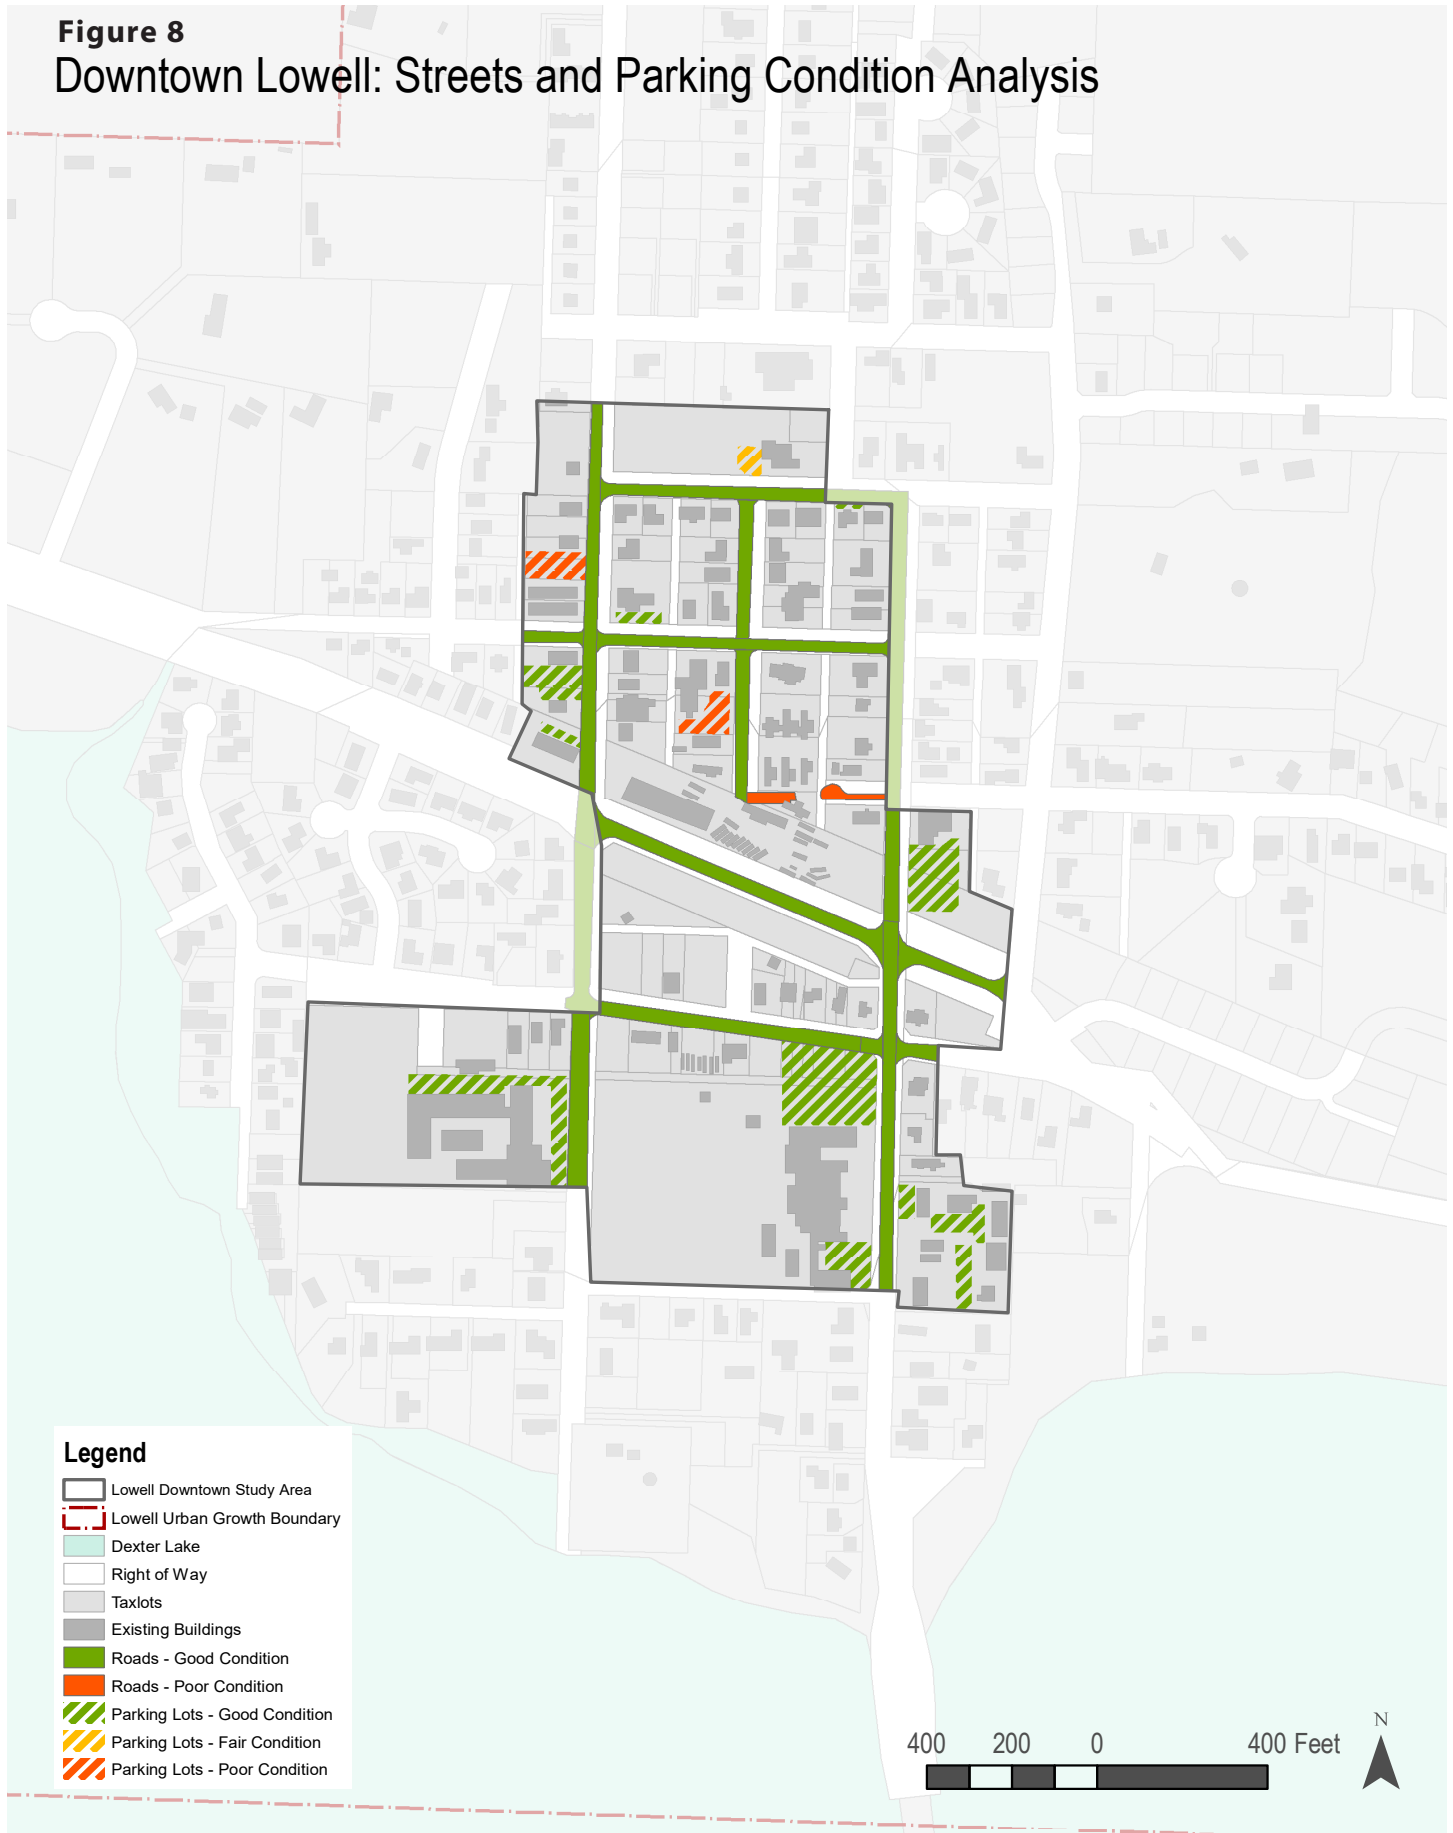 Figure 8
Downtown Lowell: Streets and Parking Condition Analysis
Legend
Lowell Downtown Study Area
Lowell Urban Growth Boundary
Dexter Lake
Right of Way
Taxlots
Existing Buildings
Roads - Good Condition
Roads - Poor Condition
Parking Lots - Good Condition
Parking Lots - Fair Condition
Parking Lots - Poor Condition
400 200 0 400 Feet
N